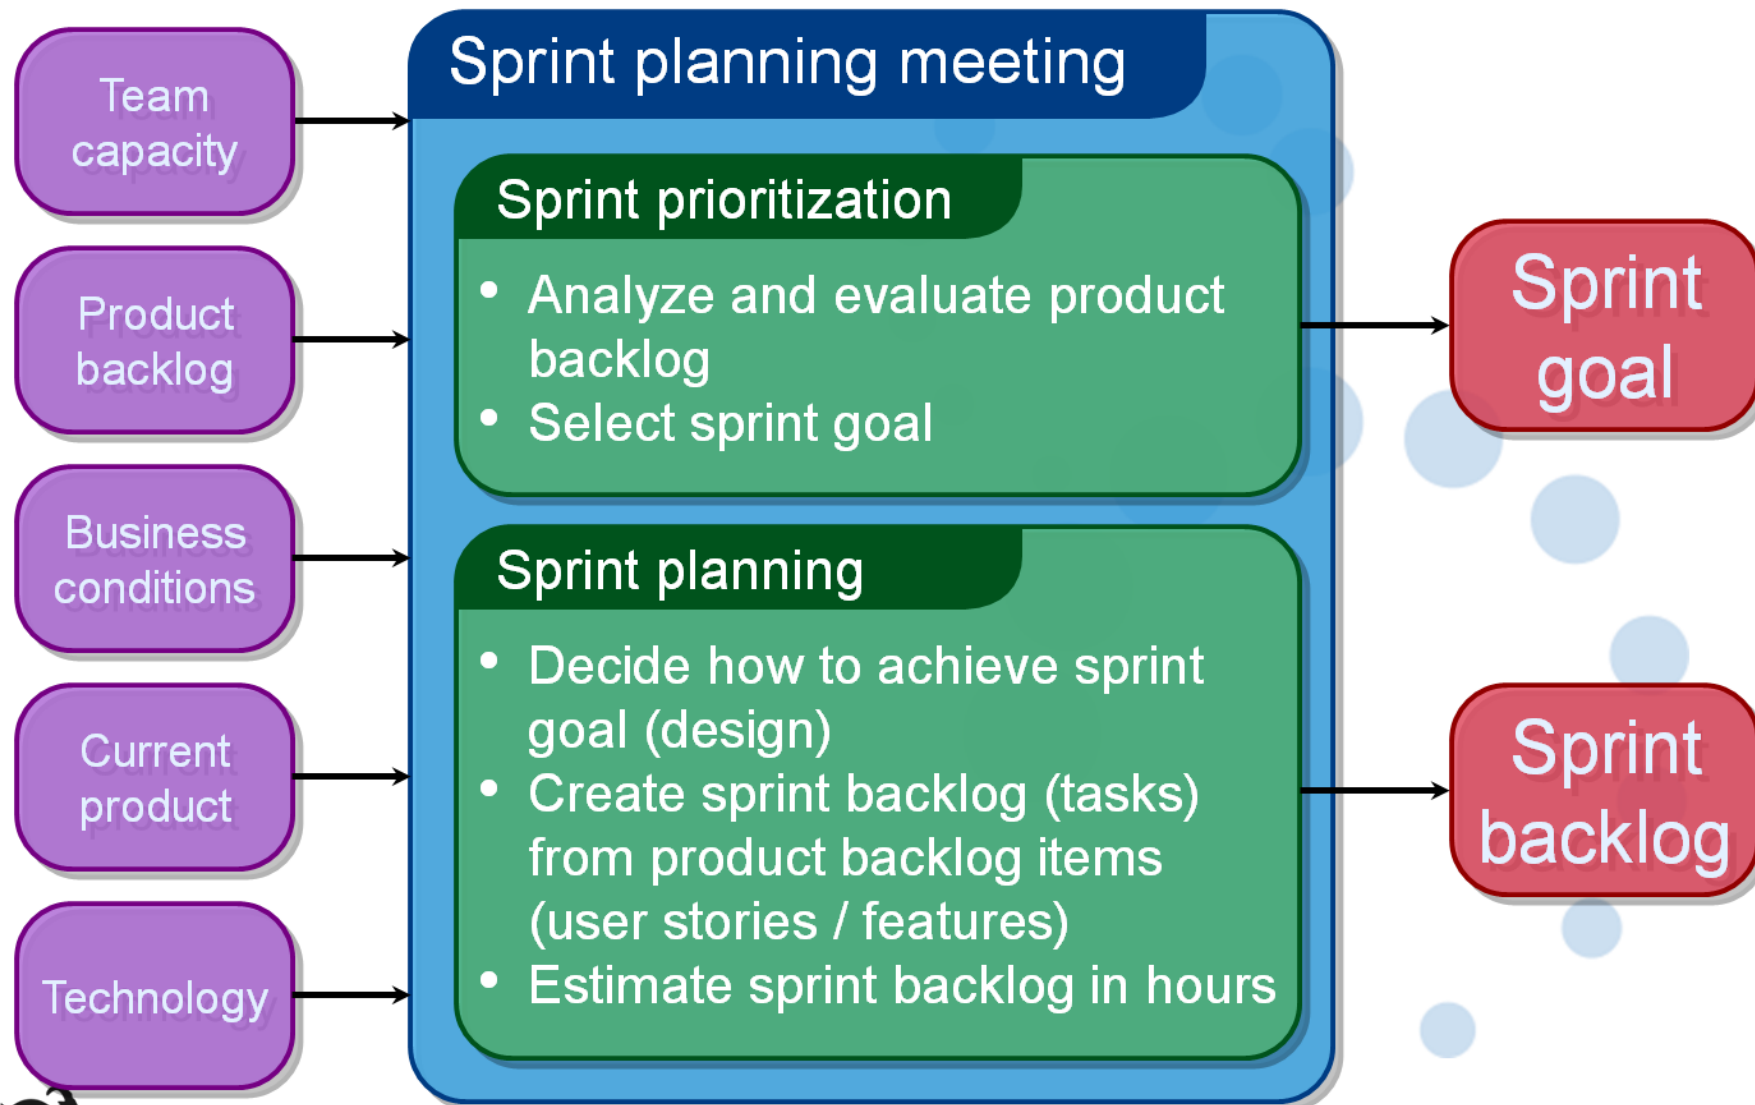 Team
capacity
Product
backlog
Business
conditions
Current
product
Technology
Sprint planning meeting
Sprint prioritization
• Analyze and evaluate product
backlog
• Select sprint goal
Sprint planning
• Decide how to achieve sprint
goal (design)
• Create sprint backlog (tasks)
from product backlog items
(user stories / features)
• Estimate sprint backlog in hours
Sprint
goal
Sprint
backlog